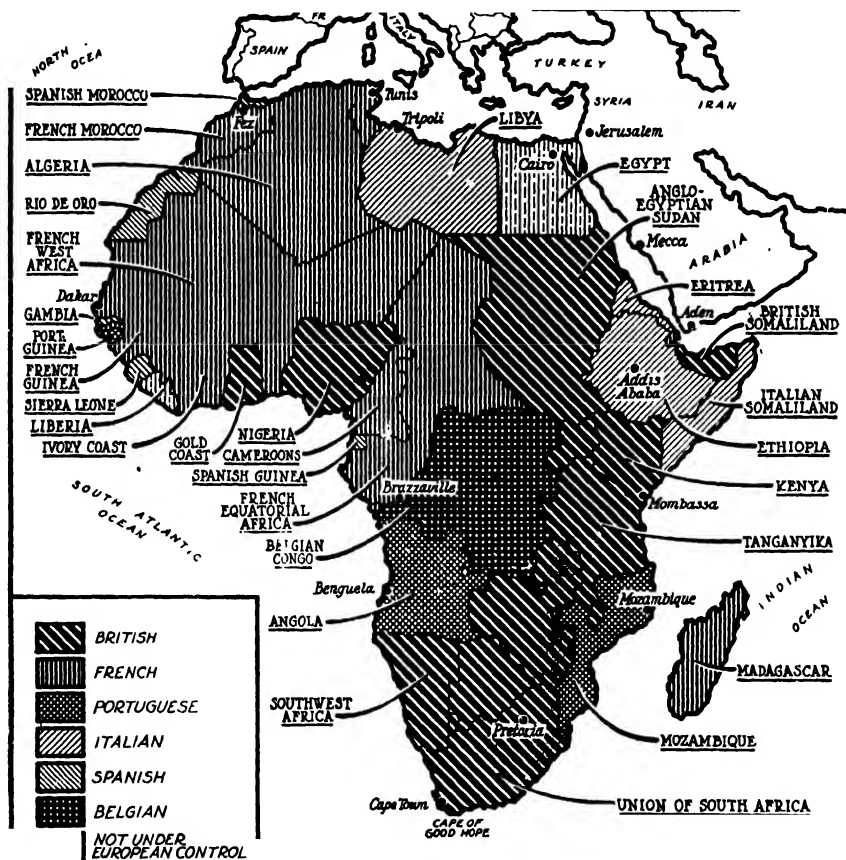 FR.
ITALY
SPAIN
NORTH
OCEA
TURKEY
SYRIA
IRAN
SPANISH MOROCCO
Fez
Tunis
Tripoli
LIBYA
Jerusalem
FRENCH MOROCCO
Cairo
EGYPT
ALGERIA
ANGLO-
EGYPTIAN
SUDAN
RIO DE ORO
Mecca
ARABIA
FRENCH
WEST
AFRICA
ERITREA
Dakar
Aden
GAMBIA
BRITISH
SOMALILAND
PORT.
GUINEA
FRENCH
GUINEA
Addis
Ababa
SIERRA LEONE
ITALIAN
SOMALILAND
LIBERIA
IVORY COAST
GOLD
COAST
NIGERIA
CAMEROONS
ETHIOPIA
SPANISH GUINEA
KENYA
SOUTH ATLANTIC
OCEAN
FRENCH
EQUATORIAL
AFRICA
Brazzaville
Mombassa
BELGIAN
CONGO
TANGANYIKA
Benguela
Mozambique
INDIAN
OCEAN
ANGOLA
MADAGASCAR
SOUTHWEST
AFRICA
Pretoria
MOZAMBIQUE
Cape Town
UNION OF SOUTH AFRICA
CAPE OF
GOOD HOPE
BRITISH
FRENCH
PORTUGUESE
ITALIAN
SPANISH
BELGIAN
NOT UNDER
EUROPEAN CONTROL